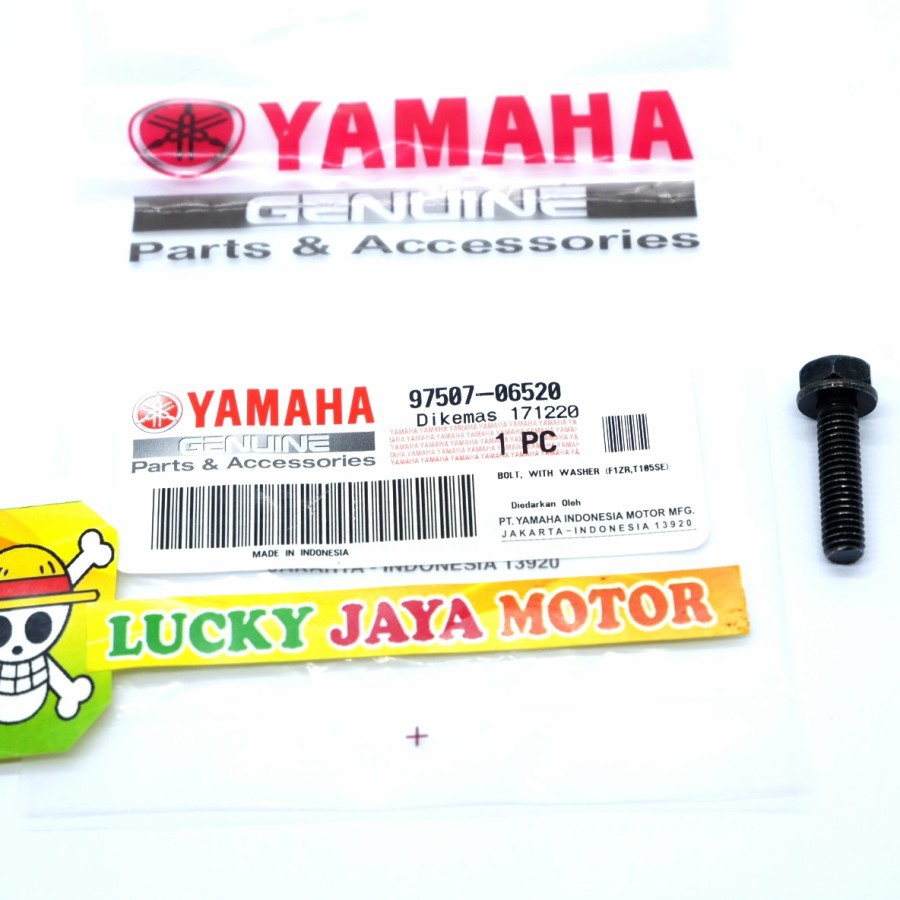 YAMAHA
GENUINE
Parts & Accessories
YAMAHA
GENUINE
Parts & Accessories
97507-06520
Dikemas 171220
1 PC
BOLT, WITH WASHER (F1ZR,T105SE)
Diedarkan Oleh
PT. YAMAHA INDONESIA MOTOR MFG.
JAKARTA-INDONESIA 13920
MADE IN INDONESIA
JAKARTA - INDONESIA 13920
LUCKY JAYA MOTOR